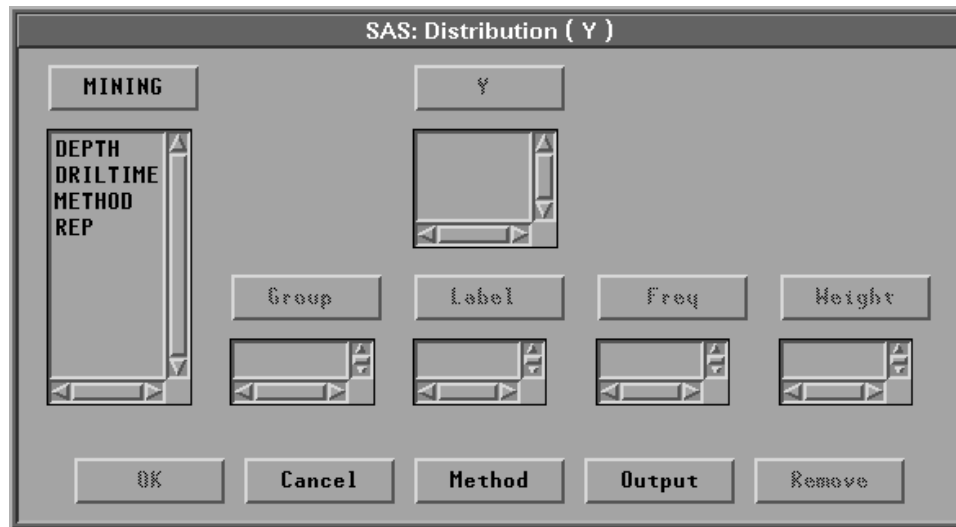 SAS: Distribution ( Y )
MINING
Y
DEPTH
DRILTIME
METHOD
REP
Group
Label
Freq
Weight
OK
Cancel
Method
Output
Remove